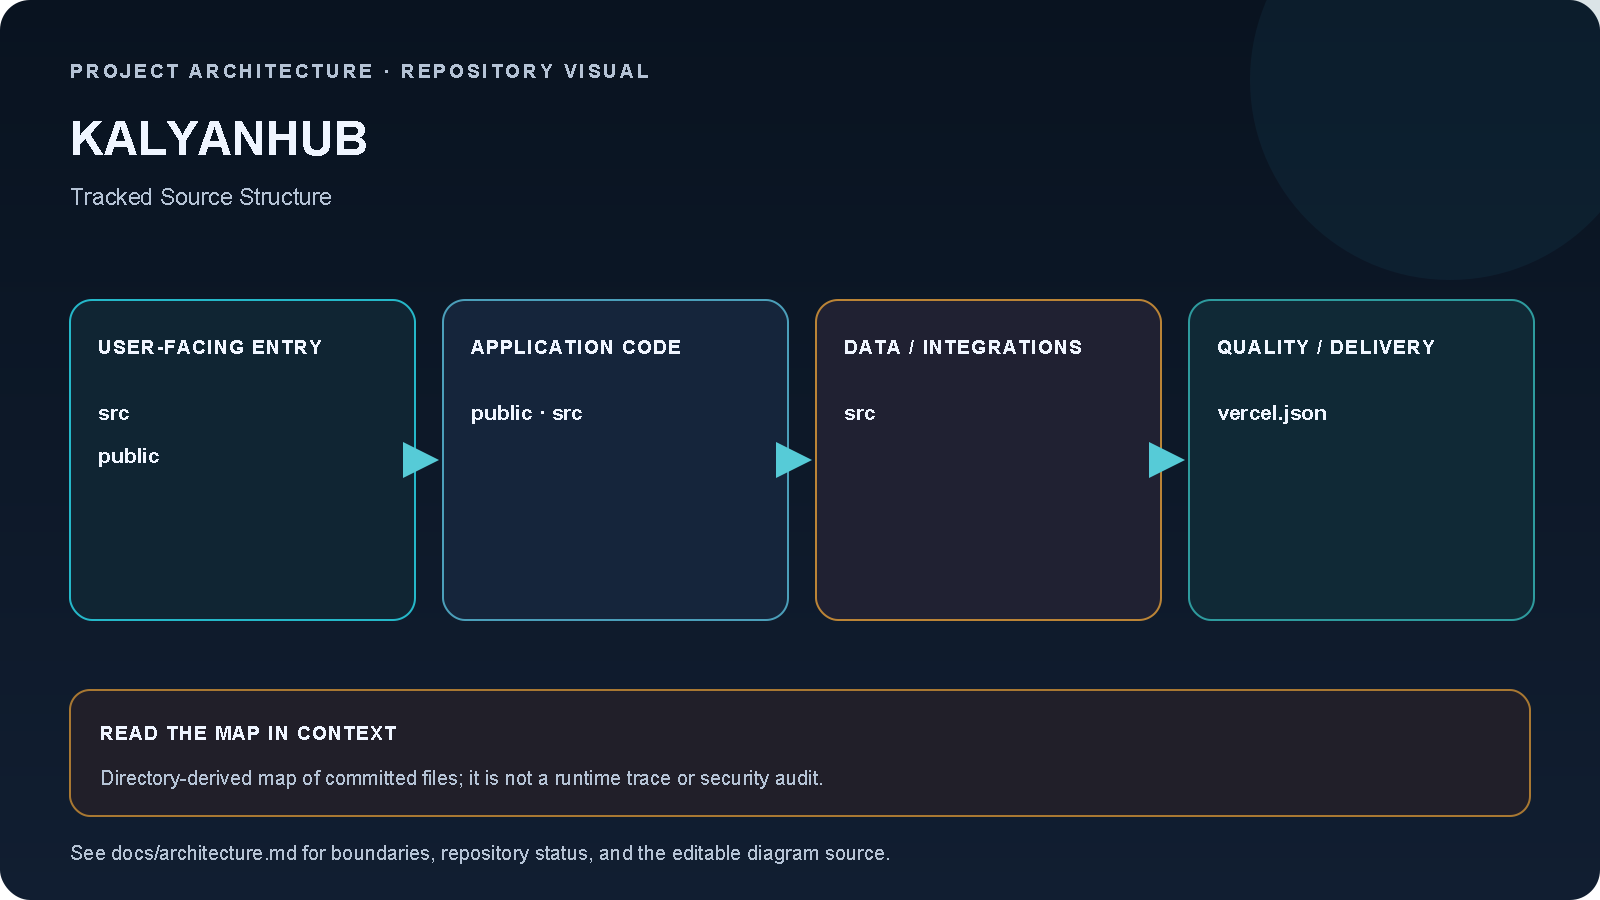 PROJECT ARCHITECTURE · REPOSITORY VISUAL
KALYANHUB
Tracked Source Structure
USER-FACING ENTRY
src
public
APPLICATION CODE
public · src
DATA / INTEGRATIONS
src
QUALITY / DELIVERY
vercel.json
READ THE MAP IN CONTEXT
Directory-derived map of committed files; it is not a runtime trace or security audit.
See docs/architecture.md for boundaries, repository status, and the editable diagram source.